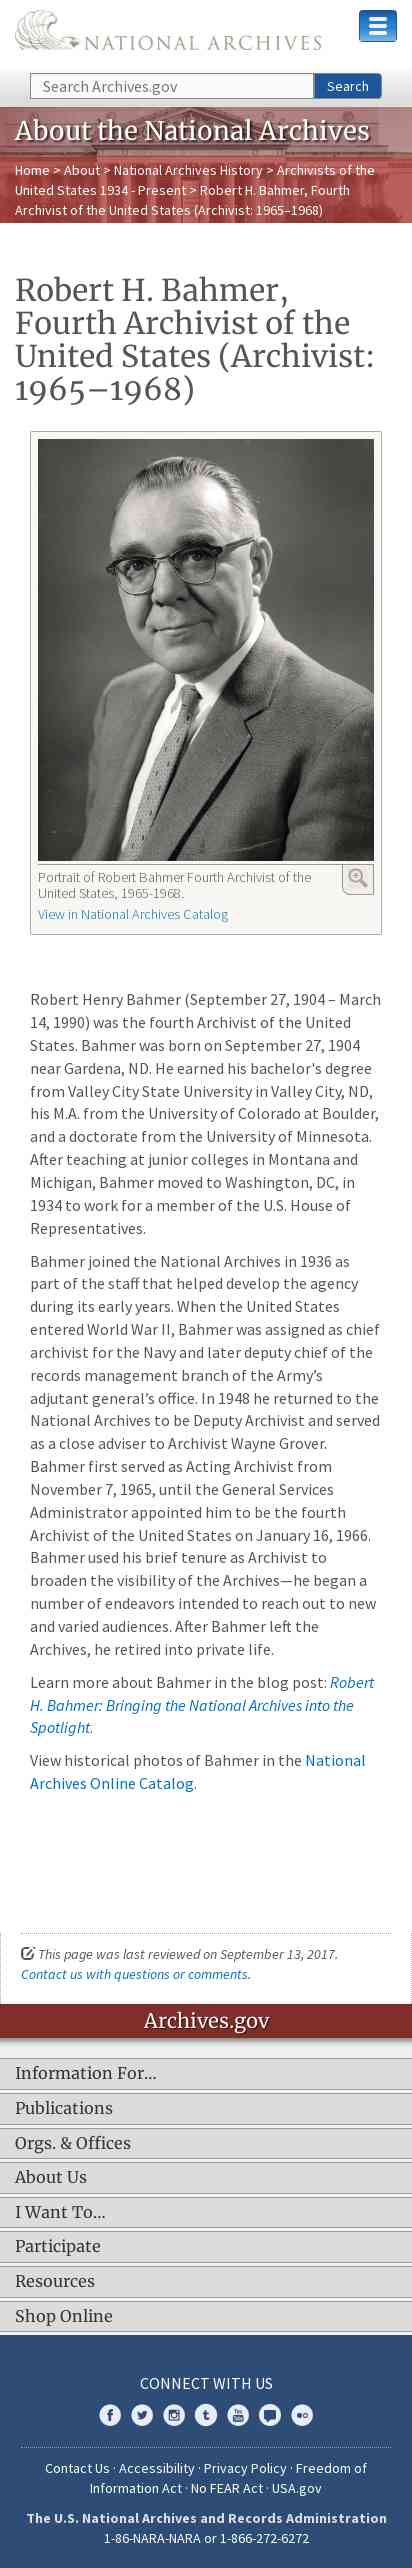 NATIONAL ARCHIVES
Search Archives.gov
Search
About the National Archives
Home > About > National Archives History > Archivists of the
United States 1934 - Present > Robert H. Bahmer, Fourth
Archivist of the United States (Archivist: 1965–1968)
Robert H. Bahmer,
Fourth Archivist of the
United States (Archivist:
1965–1968)
Portrait of Robert Bahmer Fourth Archivist of the
United States, 1965-1968.
View in National Archives Catalog
Robert Henry Bahmer (September 27, 1904 – March
14, 1990) was the fourth Archivist of the United
States. Bahmer was born on September 27, 1904
near Gardena, ND. He earned his bachelor's degree
from Valley City State University in Valley City, ND,
his M.A. from the University of Colorado at Boulder,
and a doctorate from the University of Minnesota.
After teaching at junior colleges in Montana and
Michigan, Bahmer moved to Washington, DC, in
1934 to work for a member of the U.S. House of
Representatives.
Bahmer joined the National Archives in 1936 as
part of the staff that helped develop the agency
during its early years. When the United States
entered World War II, Bahmer was assigned as chief
archivist for the Navy and later deputy chief of the
records management branch of the Army’s
adjutant general’s office. In 1948 he returned to the
National Archives to be Deputy Archivist and served
as a close adviser to Archivist Wayne Grover.
Bahmer first served as Acting Archivist from
November 7, 1965, until the General Services
Administrator appointed him to be the fourth
Archivist of the United States on January 16, 1966.
Bahmer used his brief tenure as Archivist to
broaden the visibility of the Archives—he began a
number of endeavors intended to reach out to new
and varied audiences. After Bahmer left the
Archives, he retired into private life.
Learn more about Bahmer in the blog post: Robert
H. Bahmer: Bringing the National Archives into the
Spotlight.
View historical photos of Bahmer in the National
Archives Online Catalog.
This page was last reviewed on September 13, 2017.
Contact us with questions or comments.
Archives.gov
Information For…
Publications
Orgs. & Offices
About Us
I Want To…
Participate
Resources
Shop Online
CONNECT WITH US
Contact Us · Accessibility · Privacy Policy · Freedom of
Information Act · No FEAR Act · USA.gov
The U.S. National Archives and Records Administration
1-86-NARA-NARA or 1-866-272-6272